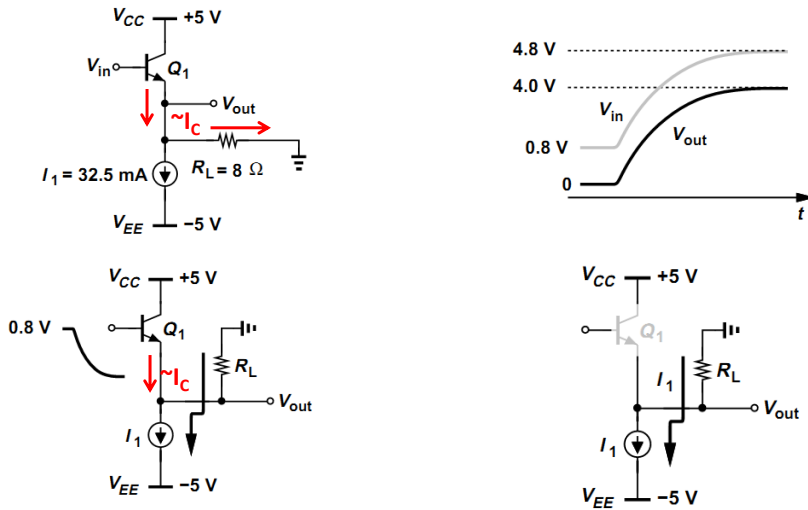 VCC +5 V
Vin Q1
~IC Vout
I1 = 32.5 mA RL = 8 Ω
VEE −5 V
4.8 V
4.0 V
Vin
Vout
0.8 V
0
t
VCC +5 V
0.8 V Q1
~IC RL
Vout
I1
VEE −5 V
VCC +5 V
Q1
I1 RL
Vout
I1
VEE −5 V